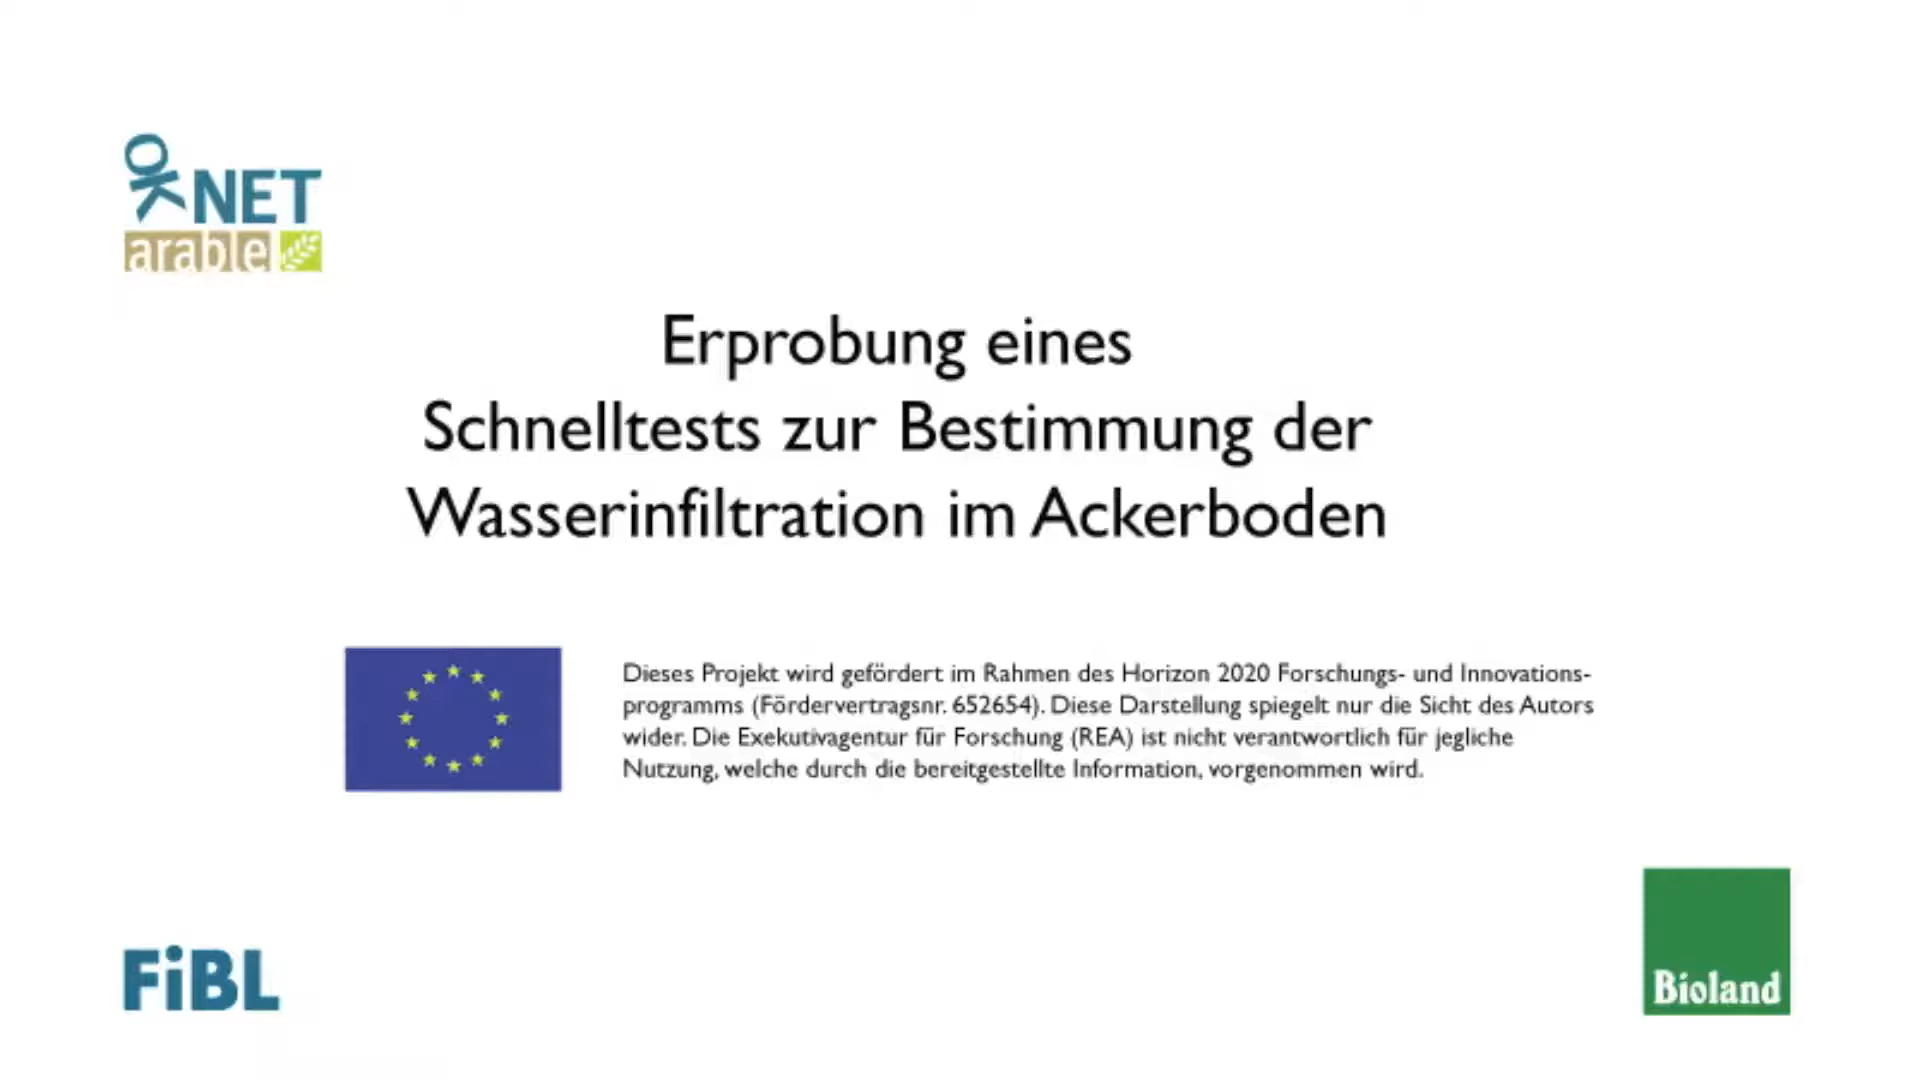 OK NET
arable
Erprobung eines
Schnelltests zur Bestimmung der
Wasserinfiltration im Ackerboden
Dieses Projekt wird gefördert im Rahmen des Horizon 2020 Forschungs- und Innovations-
programms (Fördervertragsnr. 652654). Diese Darstellung spiegelt nur die Sicht des Autors
wider. Die Exekutivagentur für Forschung (REA) ist nicht verantwortlich für jegliche
Nutzung, welche durch die bereitgestellte Information, vorgenommen wird.
FiBL
Bioland